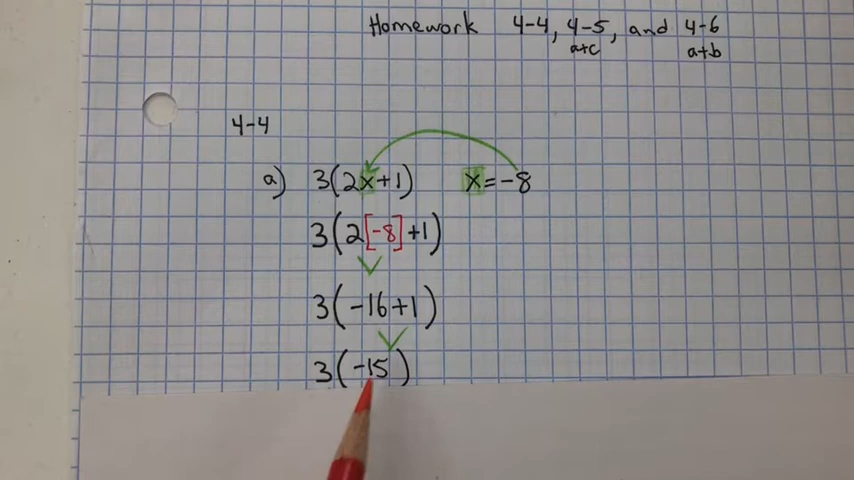 Homework 4-4, 4-5, and 4-6
a+c a+b
4-4
a) 3(2x+1) x=-8
3(2[-8]+1)
3(-16+1)
3(-15)